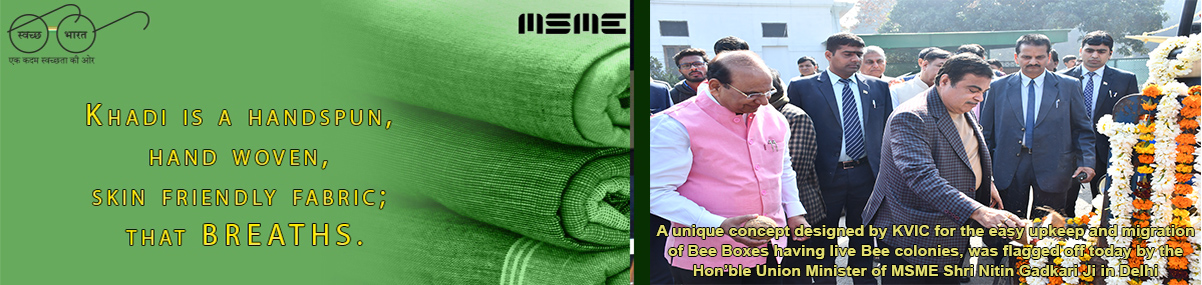 स्वच्छ भारत
एक कदम स्वच्छता की ओर
MSME
KHADI IS A HANDSPUN,
HAND WOVEN,
SKIN FRIENDLY FABRIC;
THAT BREATHS.
A unique concept designed by KVIC for the easy upkeep and migration
of Bee Boxes having live Bee colonies, was flagged off today by the
Hon'ble Union Minister of MSME Shri Nitin Gadkari Ji in Delhi